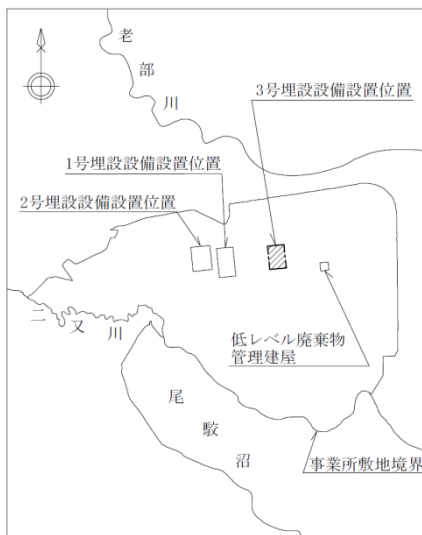 老部川
3号埋設設備設置位置
1号埋設設備設置位置
2号埋設設備設置位置
低レベル廃棄物
管理建屋
二又川
尾駮沼
事業所敷地境界